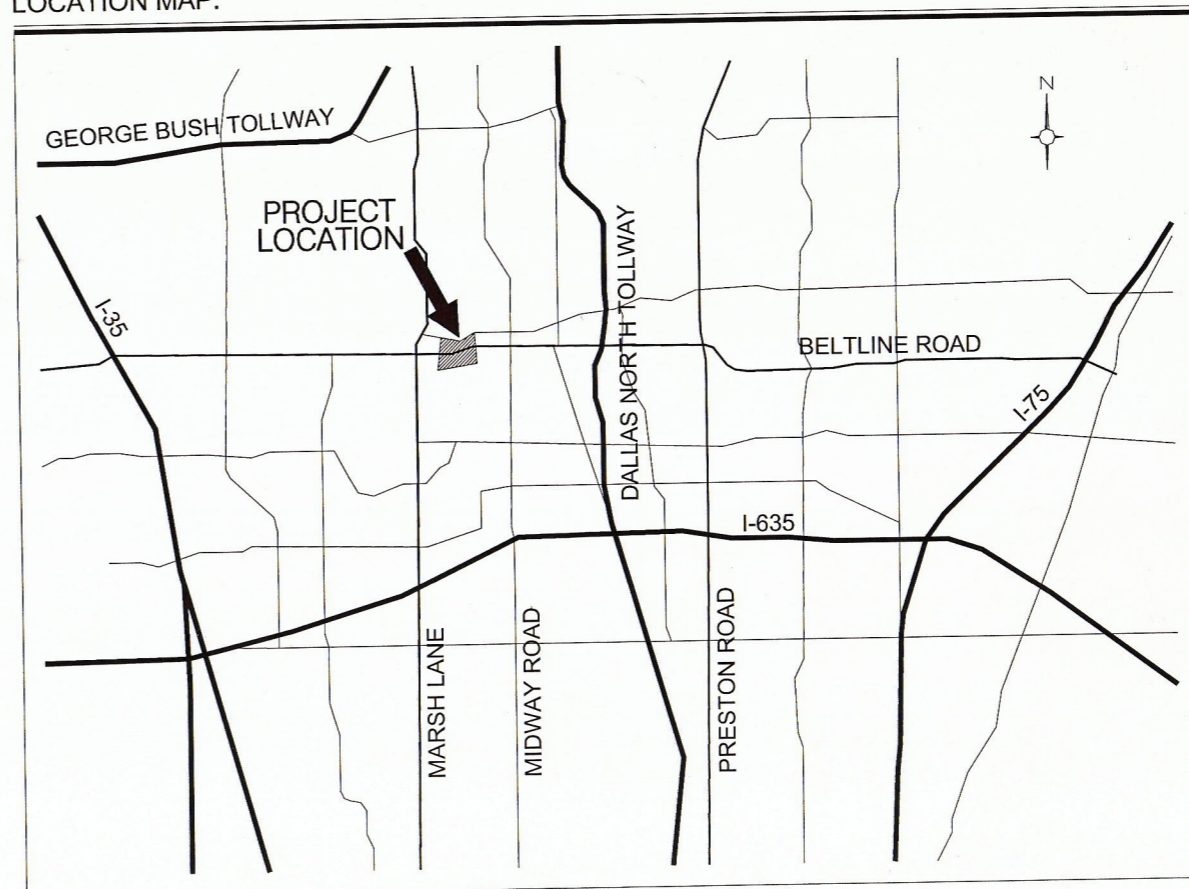 LOCATION MAP:
N
GEORGE BUSH TOLLWAY
PROJECT
LOCATION
DALLAS NORTH TOLLWAY
I-35
BELTLINE ROAD
I-75
I-635
MARSH LANE
MIDWAY ROAD
PRESTON ROAD